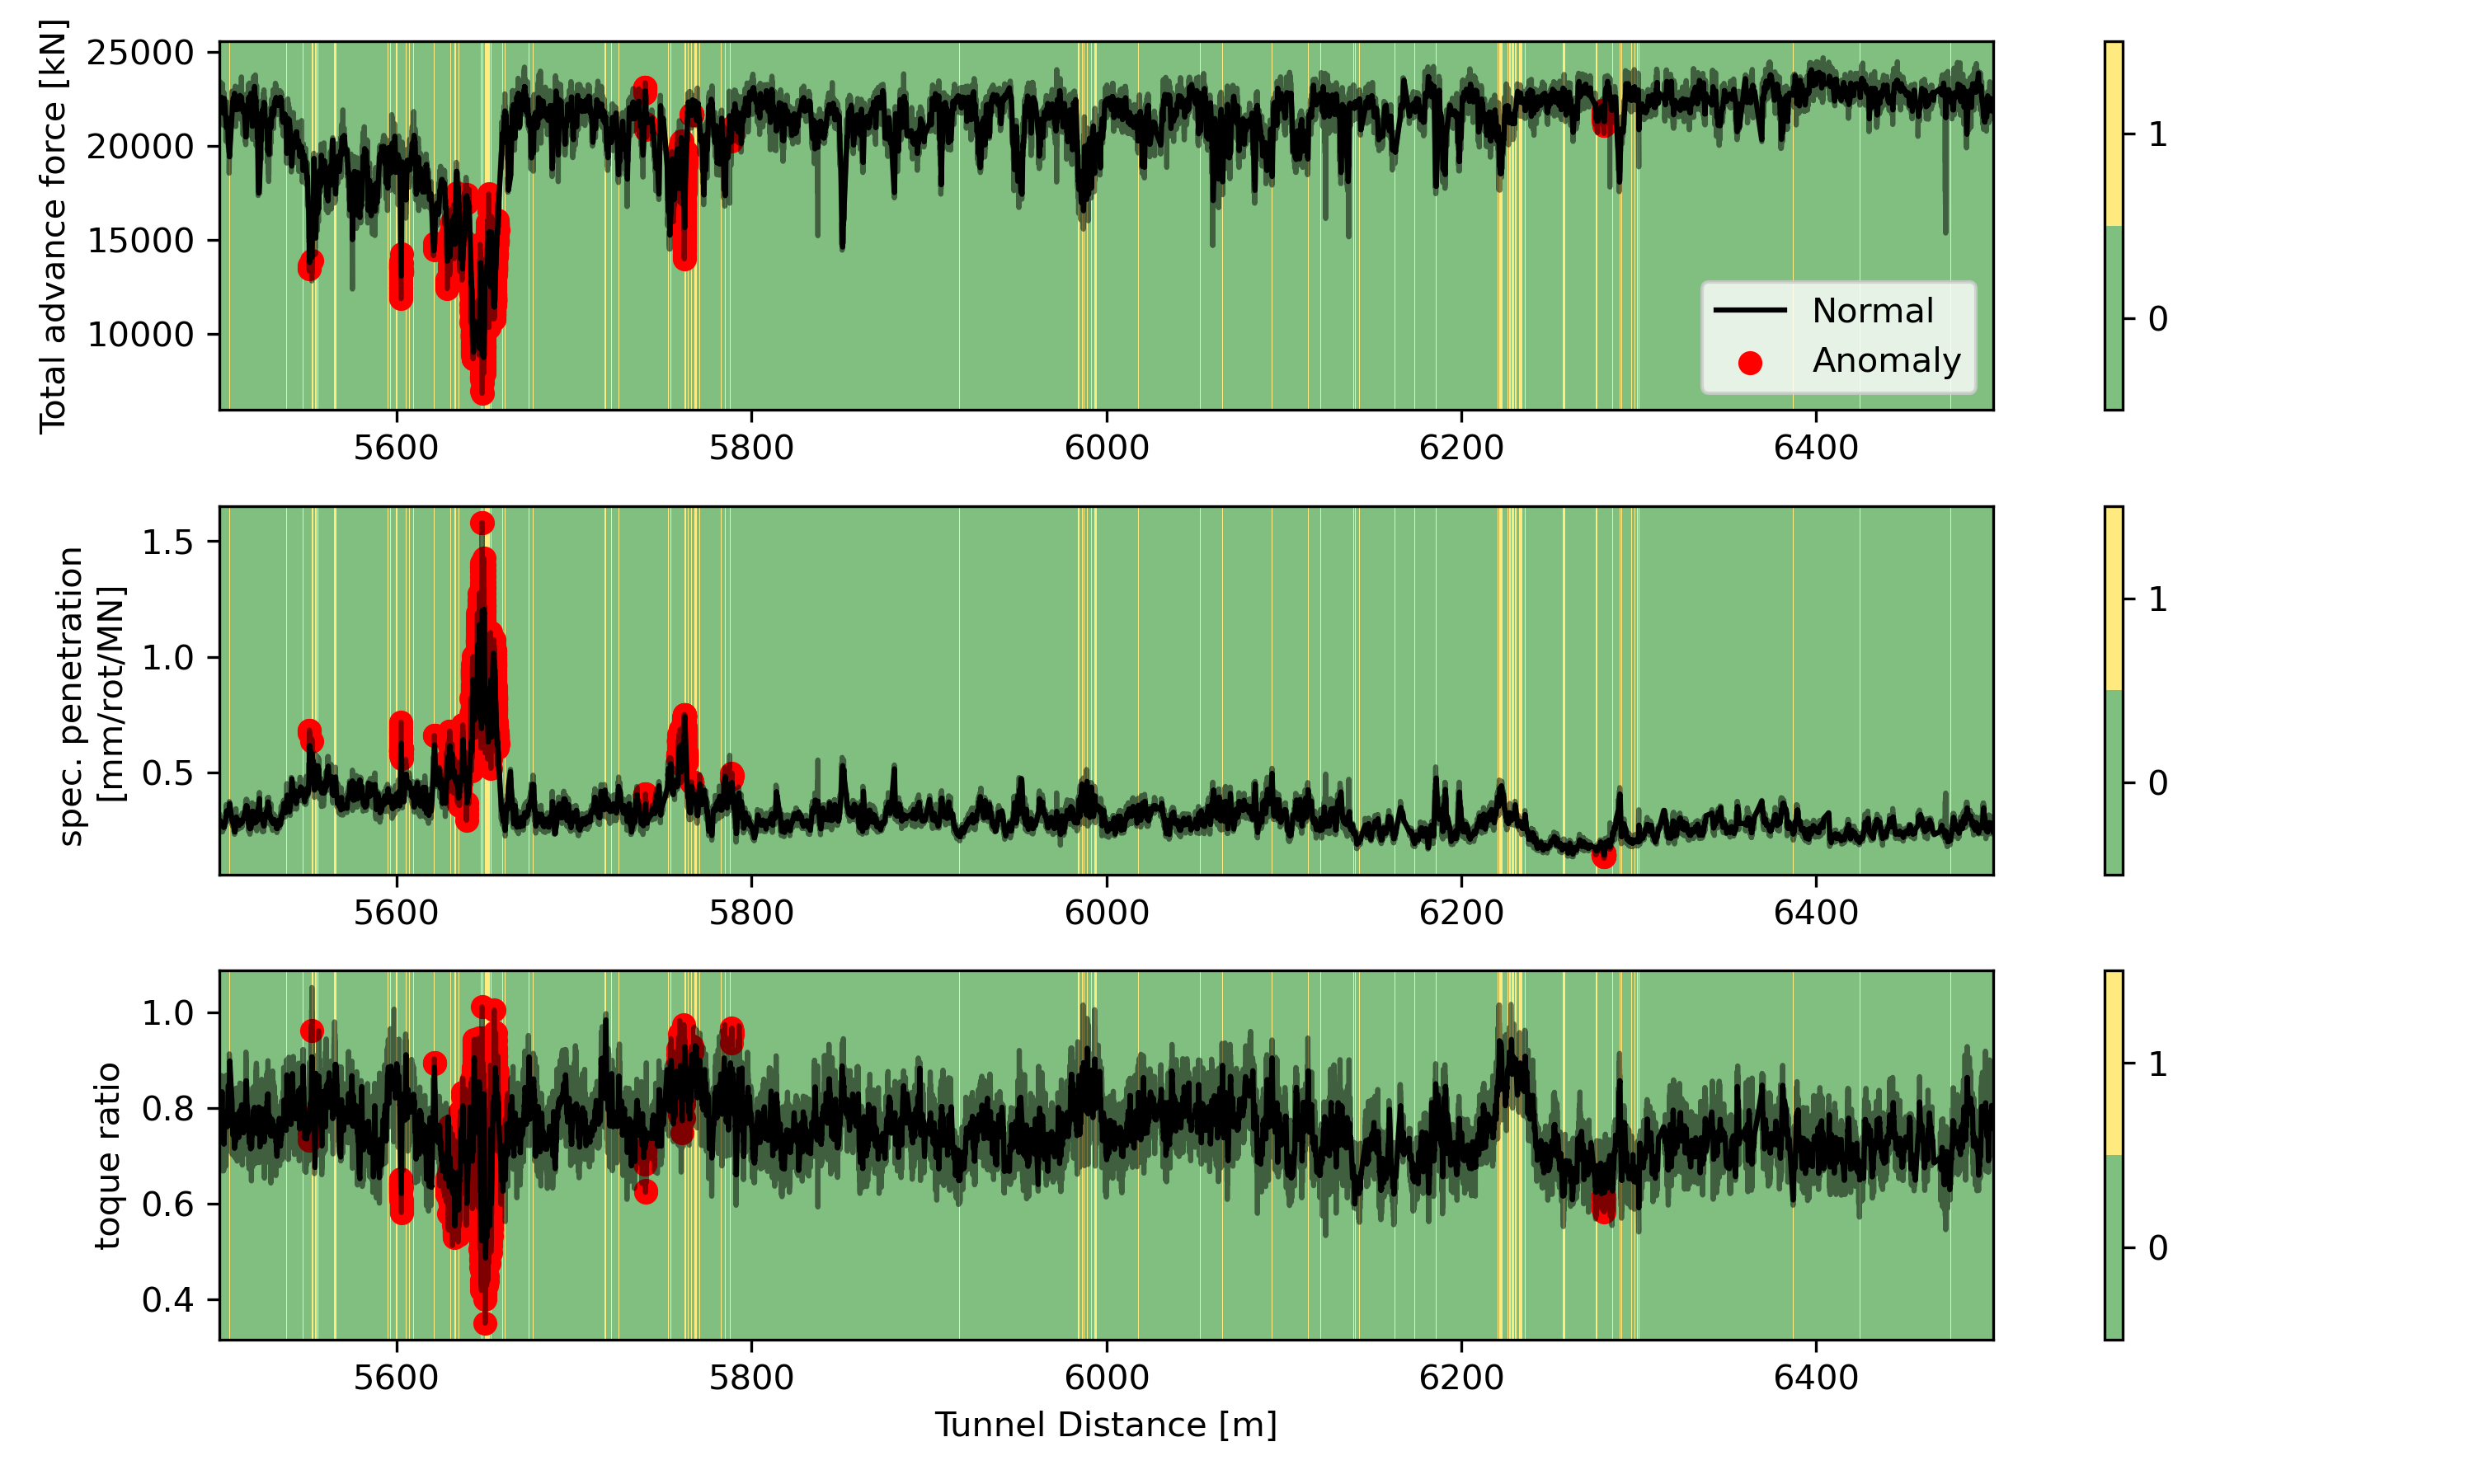 Total advance force [kN]
25000
20000
15000
10000
Normal
Anomaly
5600 5800 6000 6200 6400
1
0
spec. penetration
[mm/rot/MN]
1.5
1.0
0.5
5600 5800 6000 6200 6400
1
0
toque ratio
1.0
0.8
0.6
0.4
5600 5800 6000 6200 6400
1
0
Tunnel Distance [m]